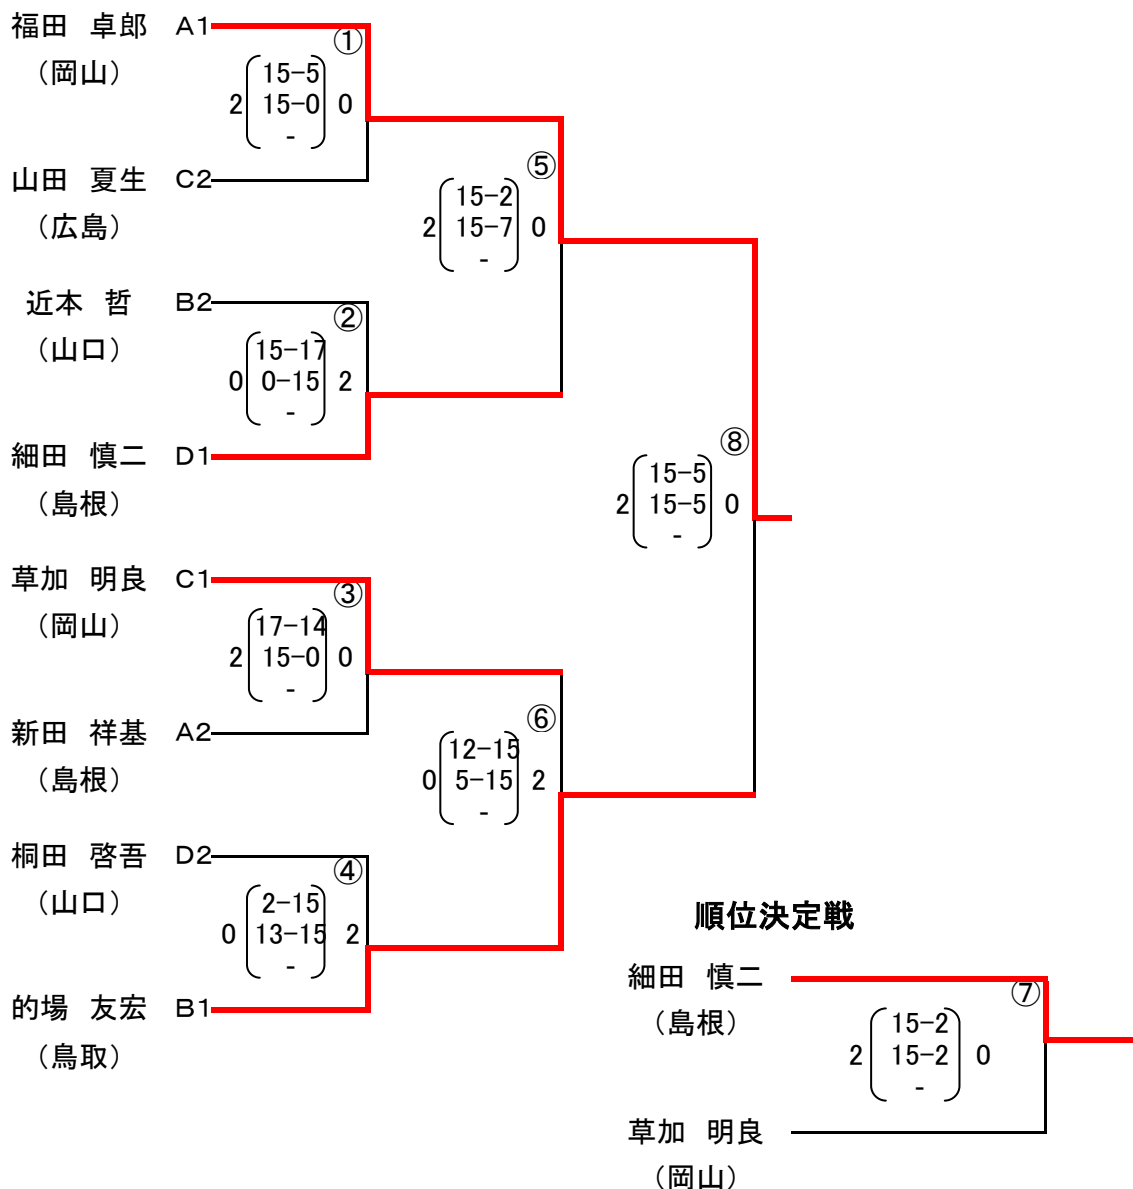 福田 卓郎 A1
①
(岡山)
15-5
2 15-0 0
-
山田 夏生 C2
(広島)
⑤
15-2
2 15-7 0
-
近本 哲 B2
②
(山口)
15-17
0 0-15 2
-
細田 慎二 D1
(島根)
⑧
15-5
2 15-5 0
-
草加 明良 C1
③
(岡山)
17-14
2 15-0 0
-
新田 祥基 A2
(島根)
⑥
12-15
0 5-15 2
-
桐田 啓吾 D2
④
(山口)
2-15
0 13-15 2
-
的場 友宏 B1
(鳥取)
順位決定戦
細田 慎二
⑦
(島根)
15-2
2 15-2 0
-
草加 明良
(岡山)